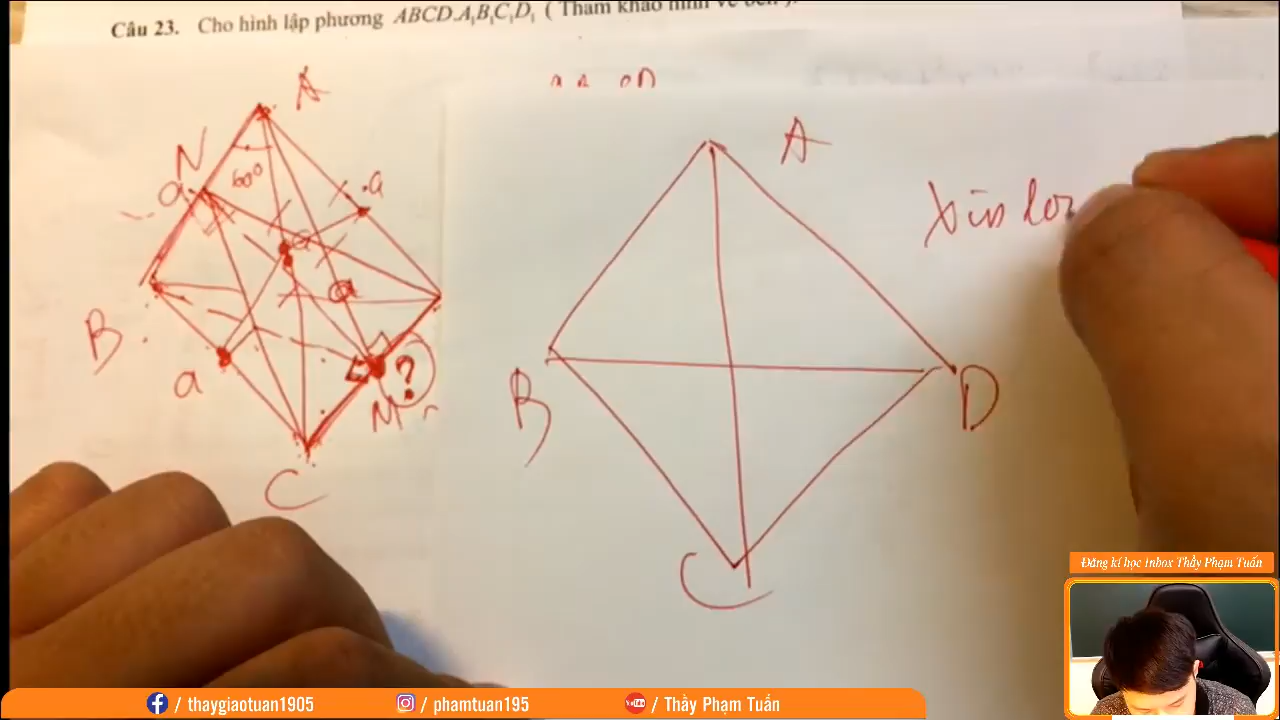 Câu 23. Cho hình lập phương ABCD.A₁B₁C₁D₁ ( Tham khảo hình vẽ bên ).
A
N
a
60°
a
B
a
?
M
C
A
B
D
C
Xin
Đăng kí học Inbox Thầy Phạm Tuấn
/ thaygiaotuan1905
/ phamtuan195
/ Thầy Phạm Tuấn